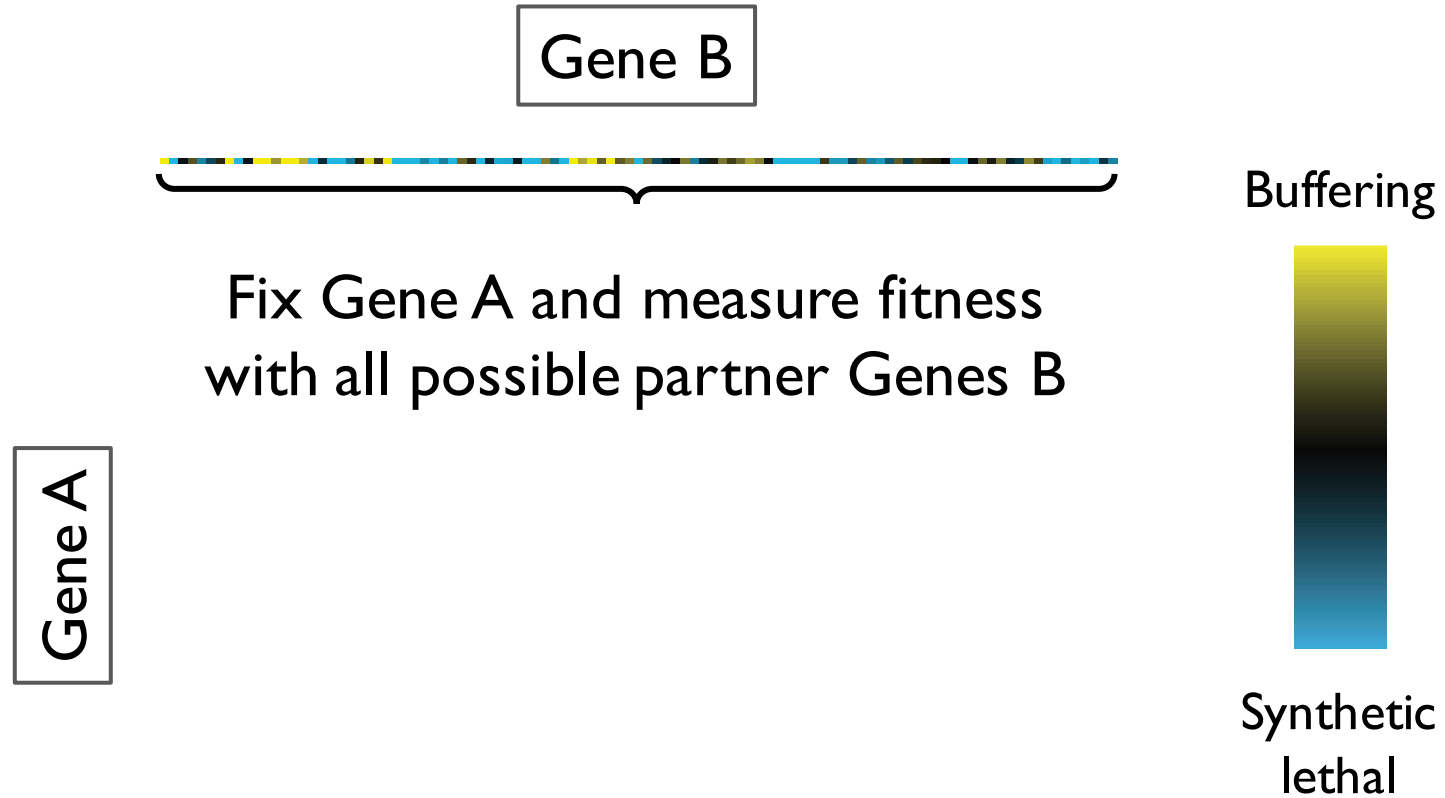 Gene B
Buffering
Fix Gene A and measure fitness
with all possible partner Genes B
Gene A
Synthetic
lethal